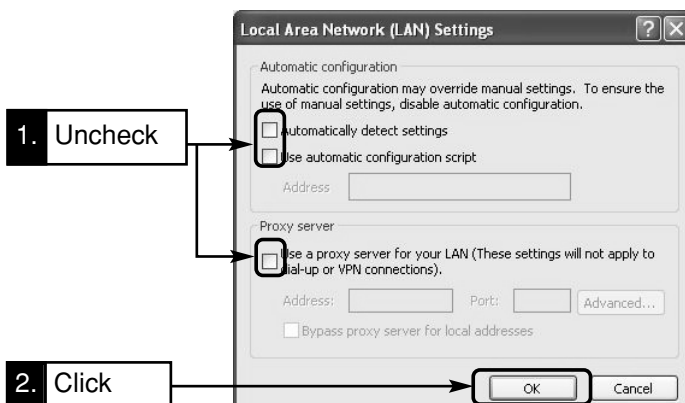 Local Area Network (LAN) Settings
Automatic configuration
Automatic configuration may override manual settings. To ensure the
use of manual settings, disable automatic configuration.
1. Uncheck
Automatically detect settings
Use automatic configuration script
Address
Proxy server
Use a proxy server for your LAN (These settings will not apply to
dial-up or VPN connections).
Address: Port: Advanced...
Bypass proxy server for local addresses
2. Click
OK Cancel